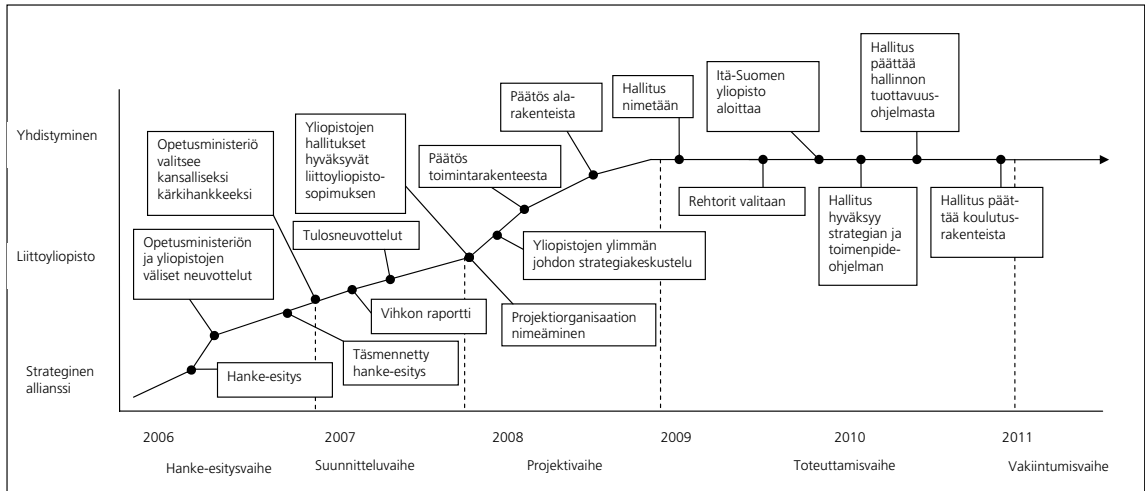 Yhdistyminen
Liittoyliopisto
Strateginen
allianssi
Opetusministeriön
ja yliopistojen
väliset neuvottelut
Hanke-esitys
Opetusministeriö
valitsee
kansalliseksi
kärkihankkeeksi
Täsmennetty
hanke-esitys
Vihkon raportti
Tulosneuvottelut
Yliopistojen
hallitukset
hyväksyvät
liittoyliopisto-
sopimuksen
Projektiorganisaation
nimeäminen
Yliopistojen ylimmän
johdon strategiakeskustelu
Päätös
toimintarakenteesta
Päätös ala-
rakenteista
Hallitus
nimetään
Rehtorit valitaan
Itä-Suomen
yliopisto
aloittaa
Hallitus
hyväksyy
strategian ja
toimenpide-
ohjelman
Hallitus
päättää
hallinnon
tuottavuus-
ohjelmasta
Hallitus päät-
tää koulutus-
rakenteista
2006
2007
2008
2009
2010
2011
Hanke-esitysvaihe
Suunnitteluvaihe
Projektivaihe
Toteuttamisvaihe
Vakiintumisvaihe